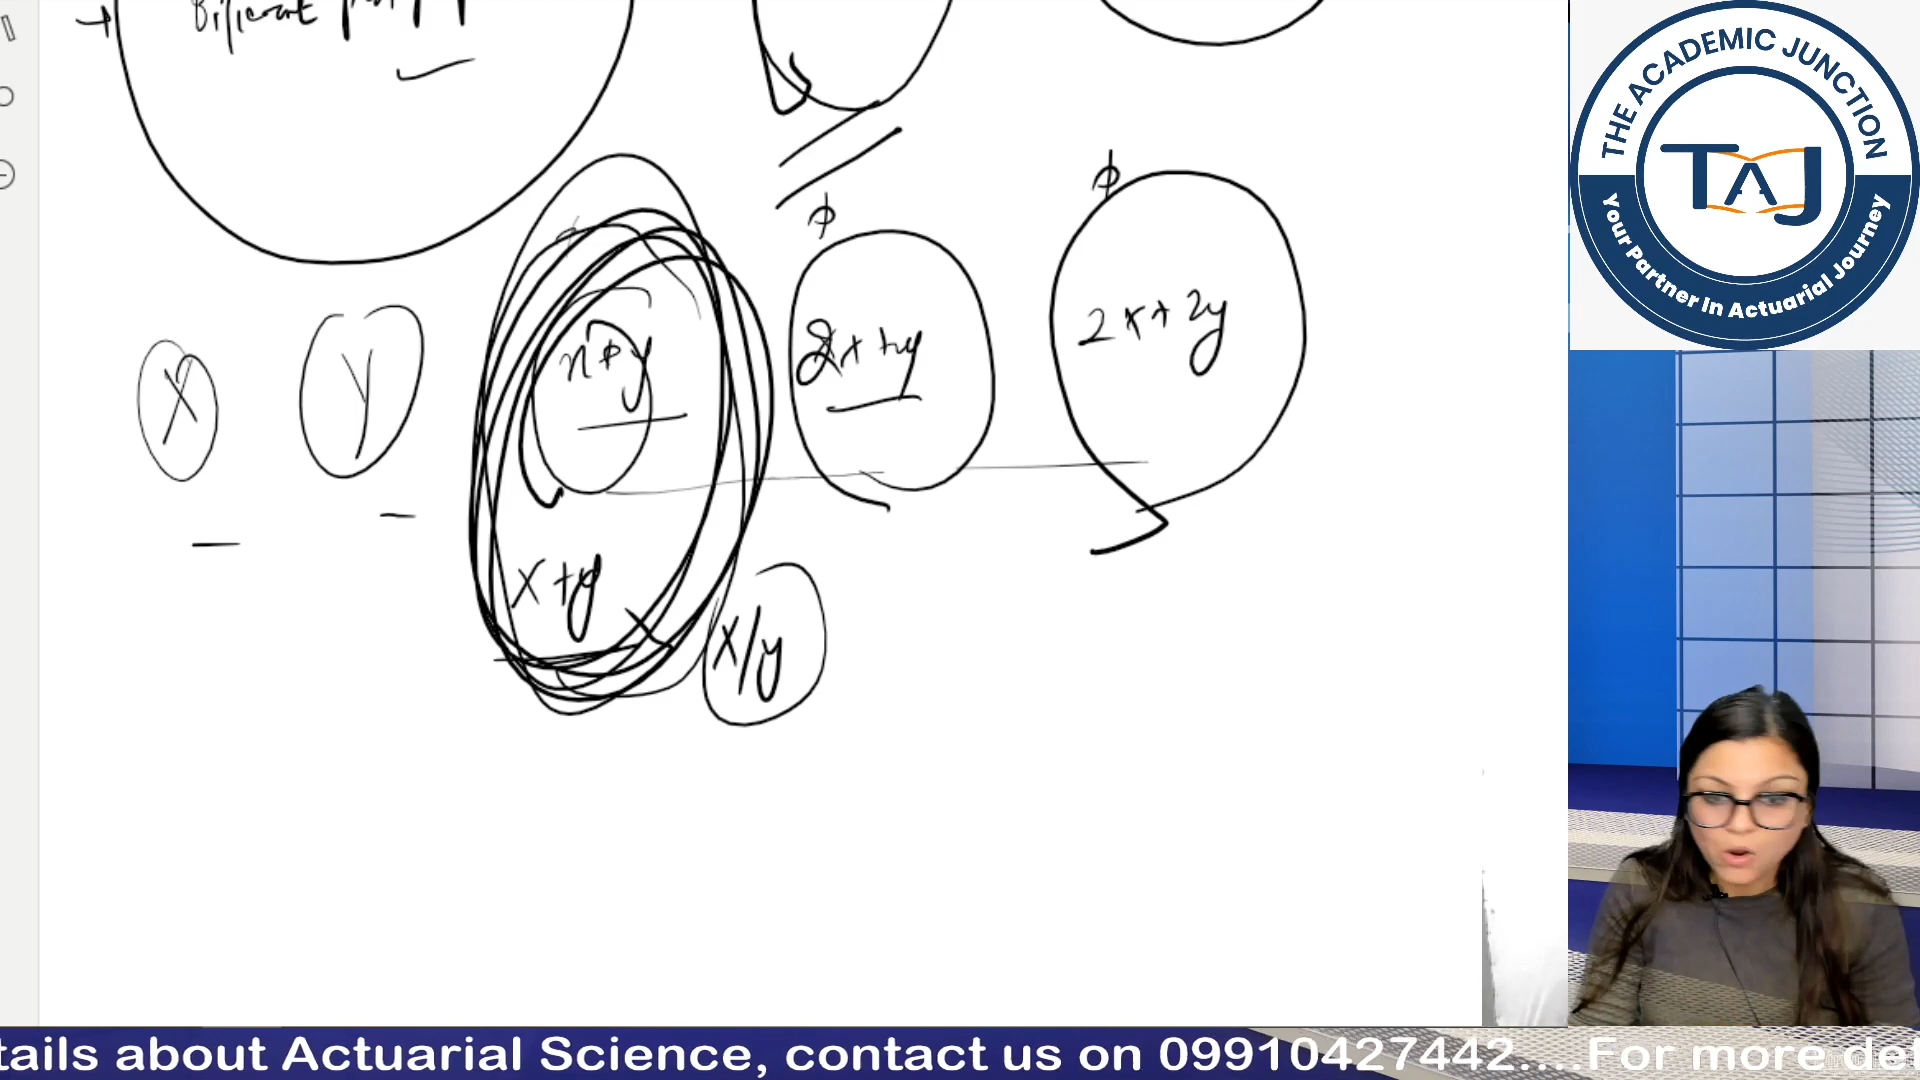 ϕ
ϕ
x
y
x+y
2x+y
2x+2y
x+y
x/y
THE ACADEMIC JUNCTION
TAJ
Your Partner In Actuarial Journey
tails about Actuarial Science, contact us on 09910427442....For more de